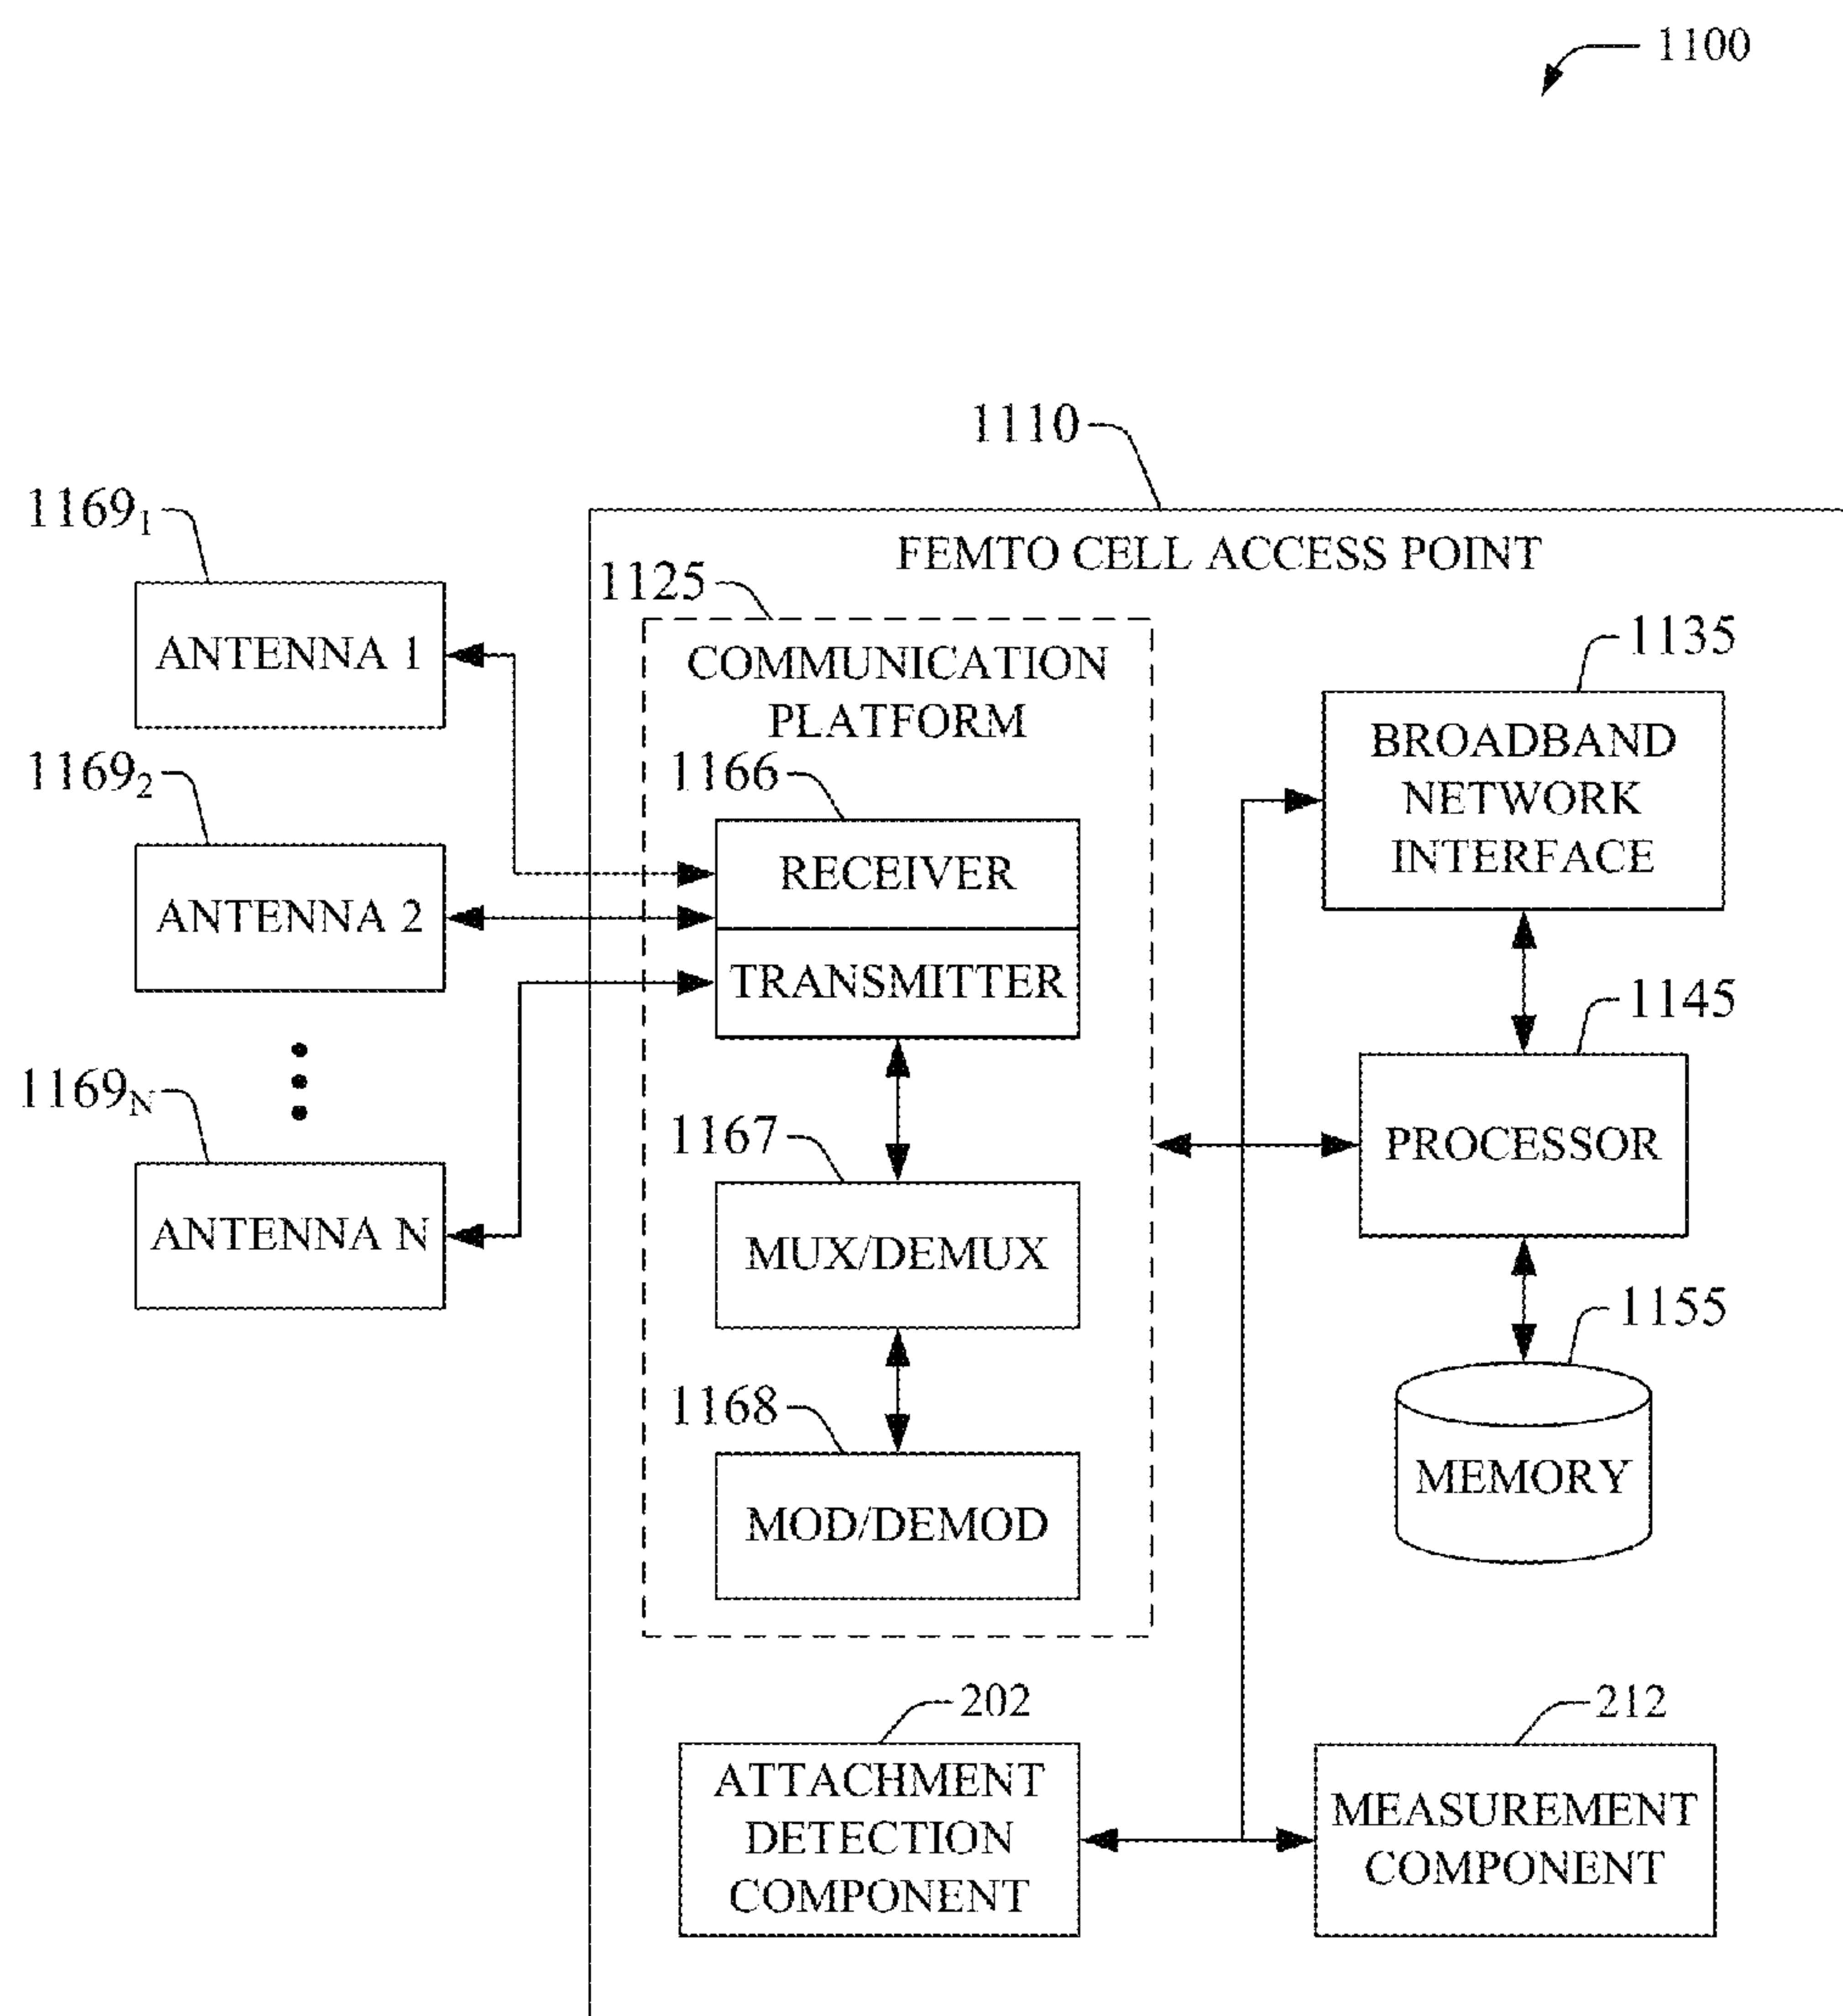 1100
1110
1169₁
FEMTO CELL ACCESS POINT
1125
ANTENNA 1
COMMUNICATION
PLATFORM
1135
BROADBAND
NETWORK
INTERFACE
1169₂
1166
RECEIVER
ANTENNA 2
TRANSMITTER
1145
PROCESSOR
1169N
1167
ANTENNA N
MUX/DEMUX
1155
MEMORY
1168
MOD/DEMOD
202
ATTACHMENT
DETECTION
COMPONENT
212
MEASUREMENT
COMPONENT